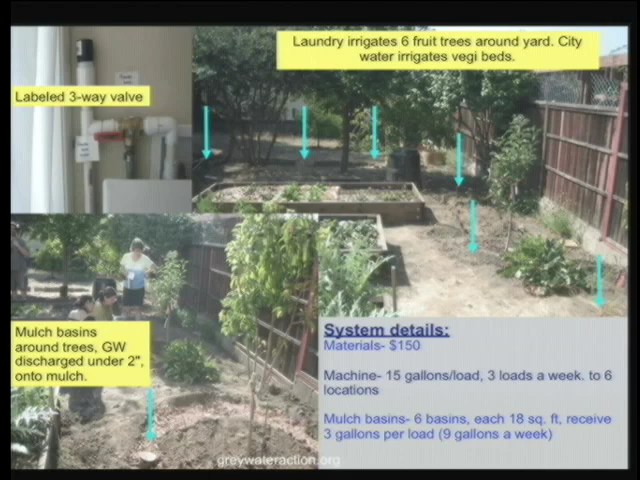 Laundry irrigates 6 fruit trees around yard. City
water irrigates vegi beds.
Labeled 3-way valve
Mulch basins
around trees, GW
discharged under 2",
onto mulch.
System details:
Materials- $150
Machine- 15 gallons/load, 3 loads a week. to 6
locations
Mulch basins- 6 basins, each 18 sq. ft, receive
3 gallons per load (9 gallons a week)
greywateraction.org